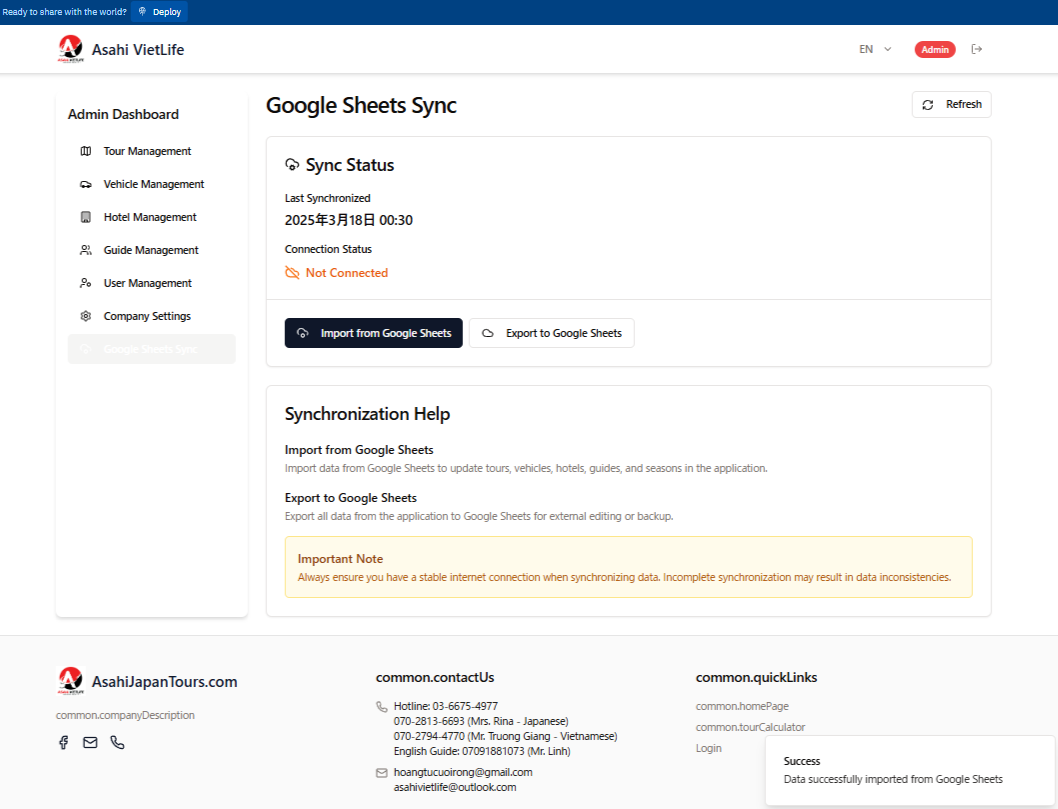 Ready to share with the world?
Deploy
Asahi VietLife
EN
Admin
Admin Dashboard
Tour Management
Vehicle Management
Hotel Management
Guide Management
User Management
Company Settings
Google Sheets Sync
Google Sheets Sync
Refresh
Sync Status
Last Synchronized
2025年3月18日 00:30
Connection Status
Not Connected
Import from Google Sheets
Export to Google Sheets
Synchronization Help
Import from Google Sheets
Import data from Google Sheets to update tours, vehicles, hotels, guides, and seasons in the application.
Export to Google Sheets
Export all data from the application to Google Sheets for external editing or backup.
Important Note
Always ensure you have a stable internet connection when synchronizing data. Incomplete synchronization may result in data inconsistencies.
AsahiJapanTours.com
common.companyDescription
common.contactUs
Hotline: 03-6675-4977
070-2813-6693 (Mrs. Rina - Japanese)
070-2794-4770 (Mr. Truong Giang - Vietnamese)
English Guide: 07091881073 (Mr. Linh)
hoangtucuoirong@gmail.com
asahivietlife@outlook.com
common.quickLinks
common.homePage
common.tourCalculator
Login
Success
Data successfully imported from Google Sheets